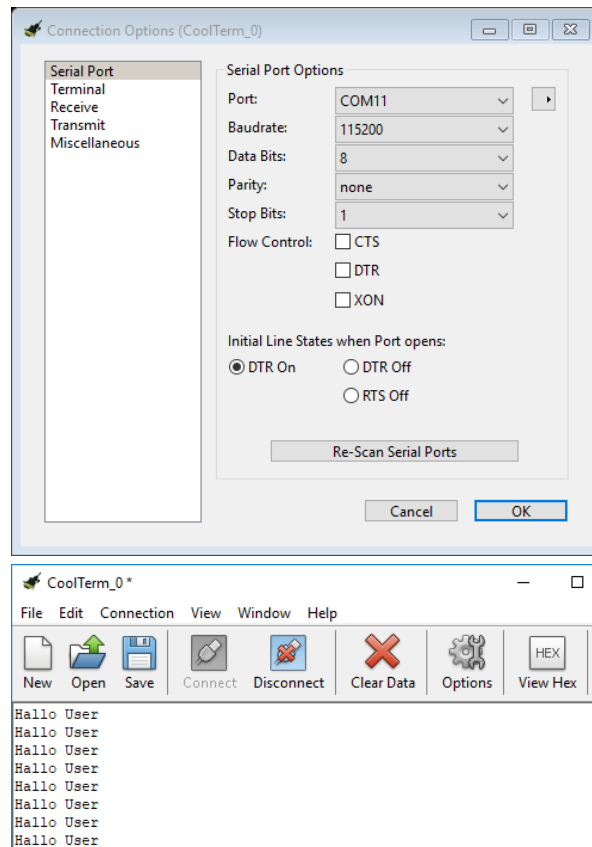 Connection Options (CoolTerm_0)
Serial Port
Terminal
Receive
Transmit
Miscellaneous
Serial Port Options
Port: COM11
Baudrate: 115200
Data Bits: 8
Parity: none
Stop Bits: 1
Flow Control: CTS
DTR
XON
Initial Line States when Port opens:
DTR On DTR Off
RTS Off
Re-Scan Serial Ports
Cancel OK
CoolTerm_0 *
File Edit Connection View Window Help
HEX
New Open Save Connect Disconnect Clear Data Options View Hex
Hallo User
Hallo User
Hallo User
Hallo User
Hallo User
Hallo User
Hallo User
Hallo User